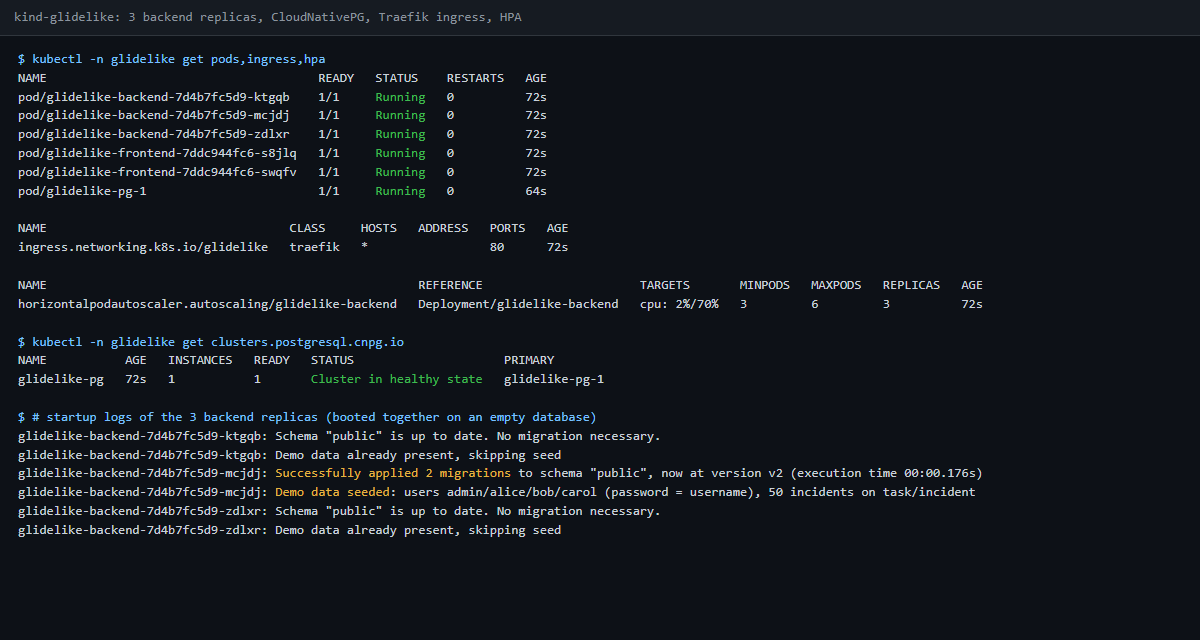 kind-glidelike: 3 backend replicas, CloudNativePG, Traefik ingress, HPA
$ kubectl -n glidelike get pods,ingress,hpa
NAME READY STATUS RESTARTS AGE
pod/glidelike-backend-7d4b7fc5d9-ktgqb 1/1 Running 0 72s
pod/glidelike-backend-7d4b7fc5d9-mcjdj 1/1 Running 0 72s
pod/glidelike-backend-7d4b7fc5d9-zdlxr 1/1 Running 0 72s
pod/glidelike-frontend-7ddc944fc6-s8jlq 1/1 Running 0 72s
pod/glidelike-frontend-7ddc944fc6-swqfv 1/1 Running 0 72s
pod/glidelike-pg-1 1/1 Running 0 64s
NAME CLASS HOSTS ADDRESS PORTS AGE
ingress.networking.k8s.io/glidelike traefik * 80 72s
NAME REFERENCE TARGETS MINPODS MAXPODS REPLICAS AGE
horizontalpodautoscaler.autoscaling/glidelike-backend Deployment/glidelike-backend cpu: 2%/70% 3 6 3 72s
$ kubectl -n glidelike get clusters.postgresql.cnpg.io
NAME AGE INSTANCES READY STATUS PRIMARY
glidelike-pg 72s 1 1 Cluster in healthy state glidelike-pg-1
$ # startup logs of the 3 backend replicas (booted together on an empty database)
glidelike-backend-7d4b7fc5d9-ktgqb: Schema "public" is up to date. No migration necessary.
glidelike-backend-7d4b7fc5d9-ktgqb: Demo data already present, skipping seed
glidelike-backend-7d4b7fc5d9-mcjdj: Successfully applied 2 migrations to schema "public", now at version v2 (execution time 00:00.176s)
glidelike-backend-7d4b7fc5d9-mcjdj: Demo data seeded: users admin/alice/bob/carol (password = username), 50 incidents on task/incident
glidelike-backend-7d4b7fc5d9-zdlxr: Schema "public" is up to date. No migration necessary.
glidelike-backend-7d4b7fc5d9-zdlxr: Demo data already present, skipping seed